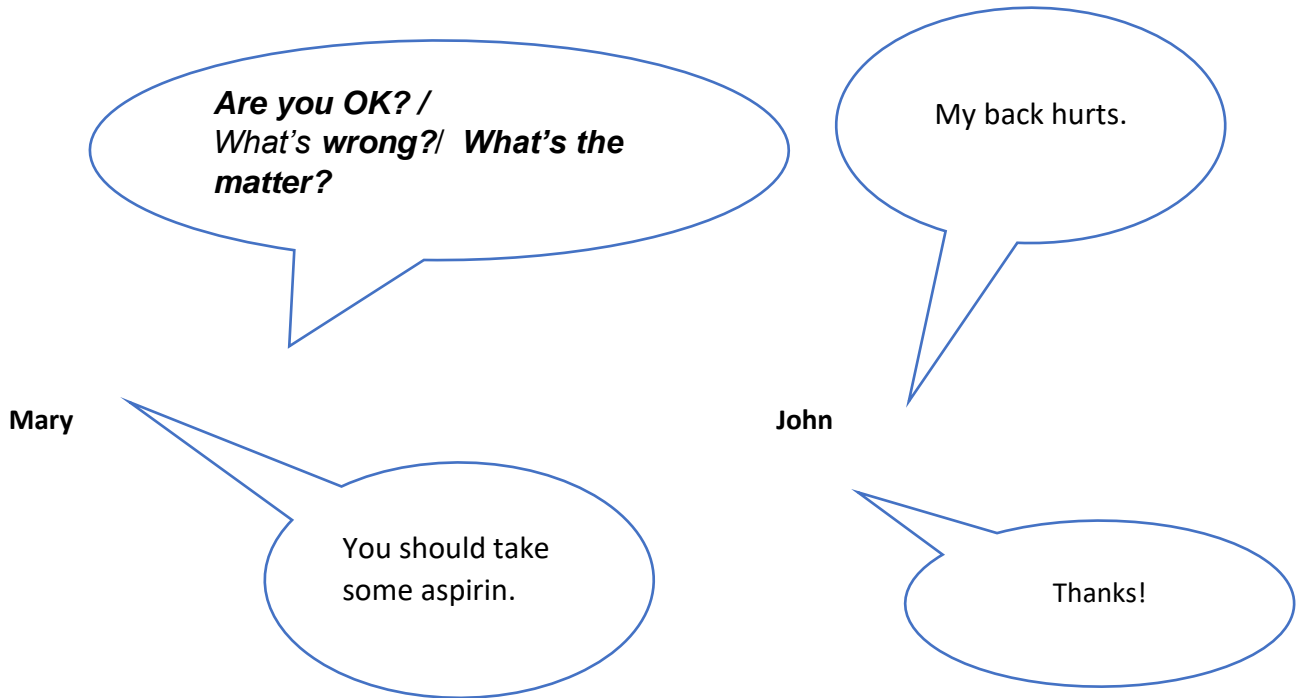 Are you OK? /
What's wrong?/ What's the
matter?
My back hurts.
Mary
John
You should take
some aspirin.
Thanks!